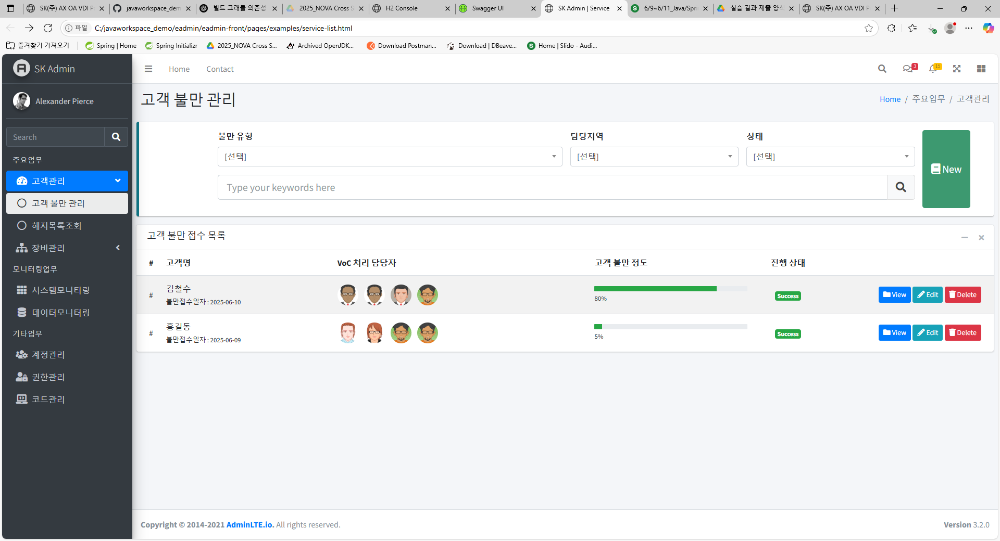 SK(주) AX OA VDI P
javaworkspace_dem
빌드 그래들 의존성
2025_NOVA Cross S
H2 Console
Swagger UI
SK Admin | Service
6/9~6/11_Java/Spri
실습 결과 제출 양식
SK(주) AX OA VDI P
파일
C:/javaworkspace_demo/eadmin/eadmin-front/pages/examples/service-list.html
즐겨찾기 가져오기
Spring | Home
Spring Initializr
2025_NOVA Cross S...
Archived OpenJDK...
Download Postman...
Download | DBeave...
Home | Slido - Audi...
SK Admin
Home
Contact
3
15
Alexander Pierce
고객 불만 관리
Home / 주요업무 / 고객관리
Search
주요업무
고객관리
고객 불만 관리
해지목록조회
장비관리
모니터링업무
시스템모니터링
데이터모니터링
기타업무
계정관리
권한관리
코드관리
불만 유형
담당지역
상태
[선택]
[선택]
[선택]
Type your keywords here
New
고객 불만 접수 목록
# 고객명 VoC 처리 담당자 고객 불만 정도 진행 상태
# 김철수
불만접수일자 : 2025-06-10
80%
Success
View Edit Delete
# 홍길동
불만접수일자 : 2025-06-09
5%
Success
View Edit Delete
Copyright © 2014-2021 AdminLTE.io. All rights reserved.
Version 3.2.0